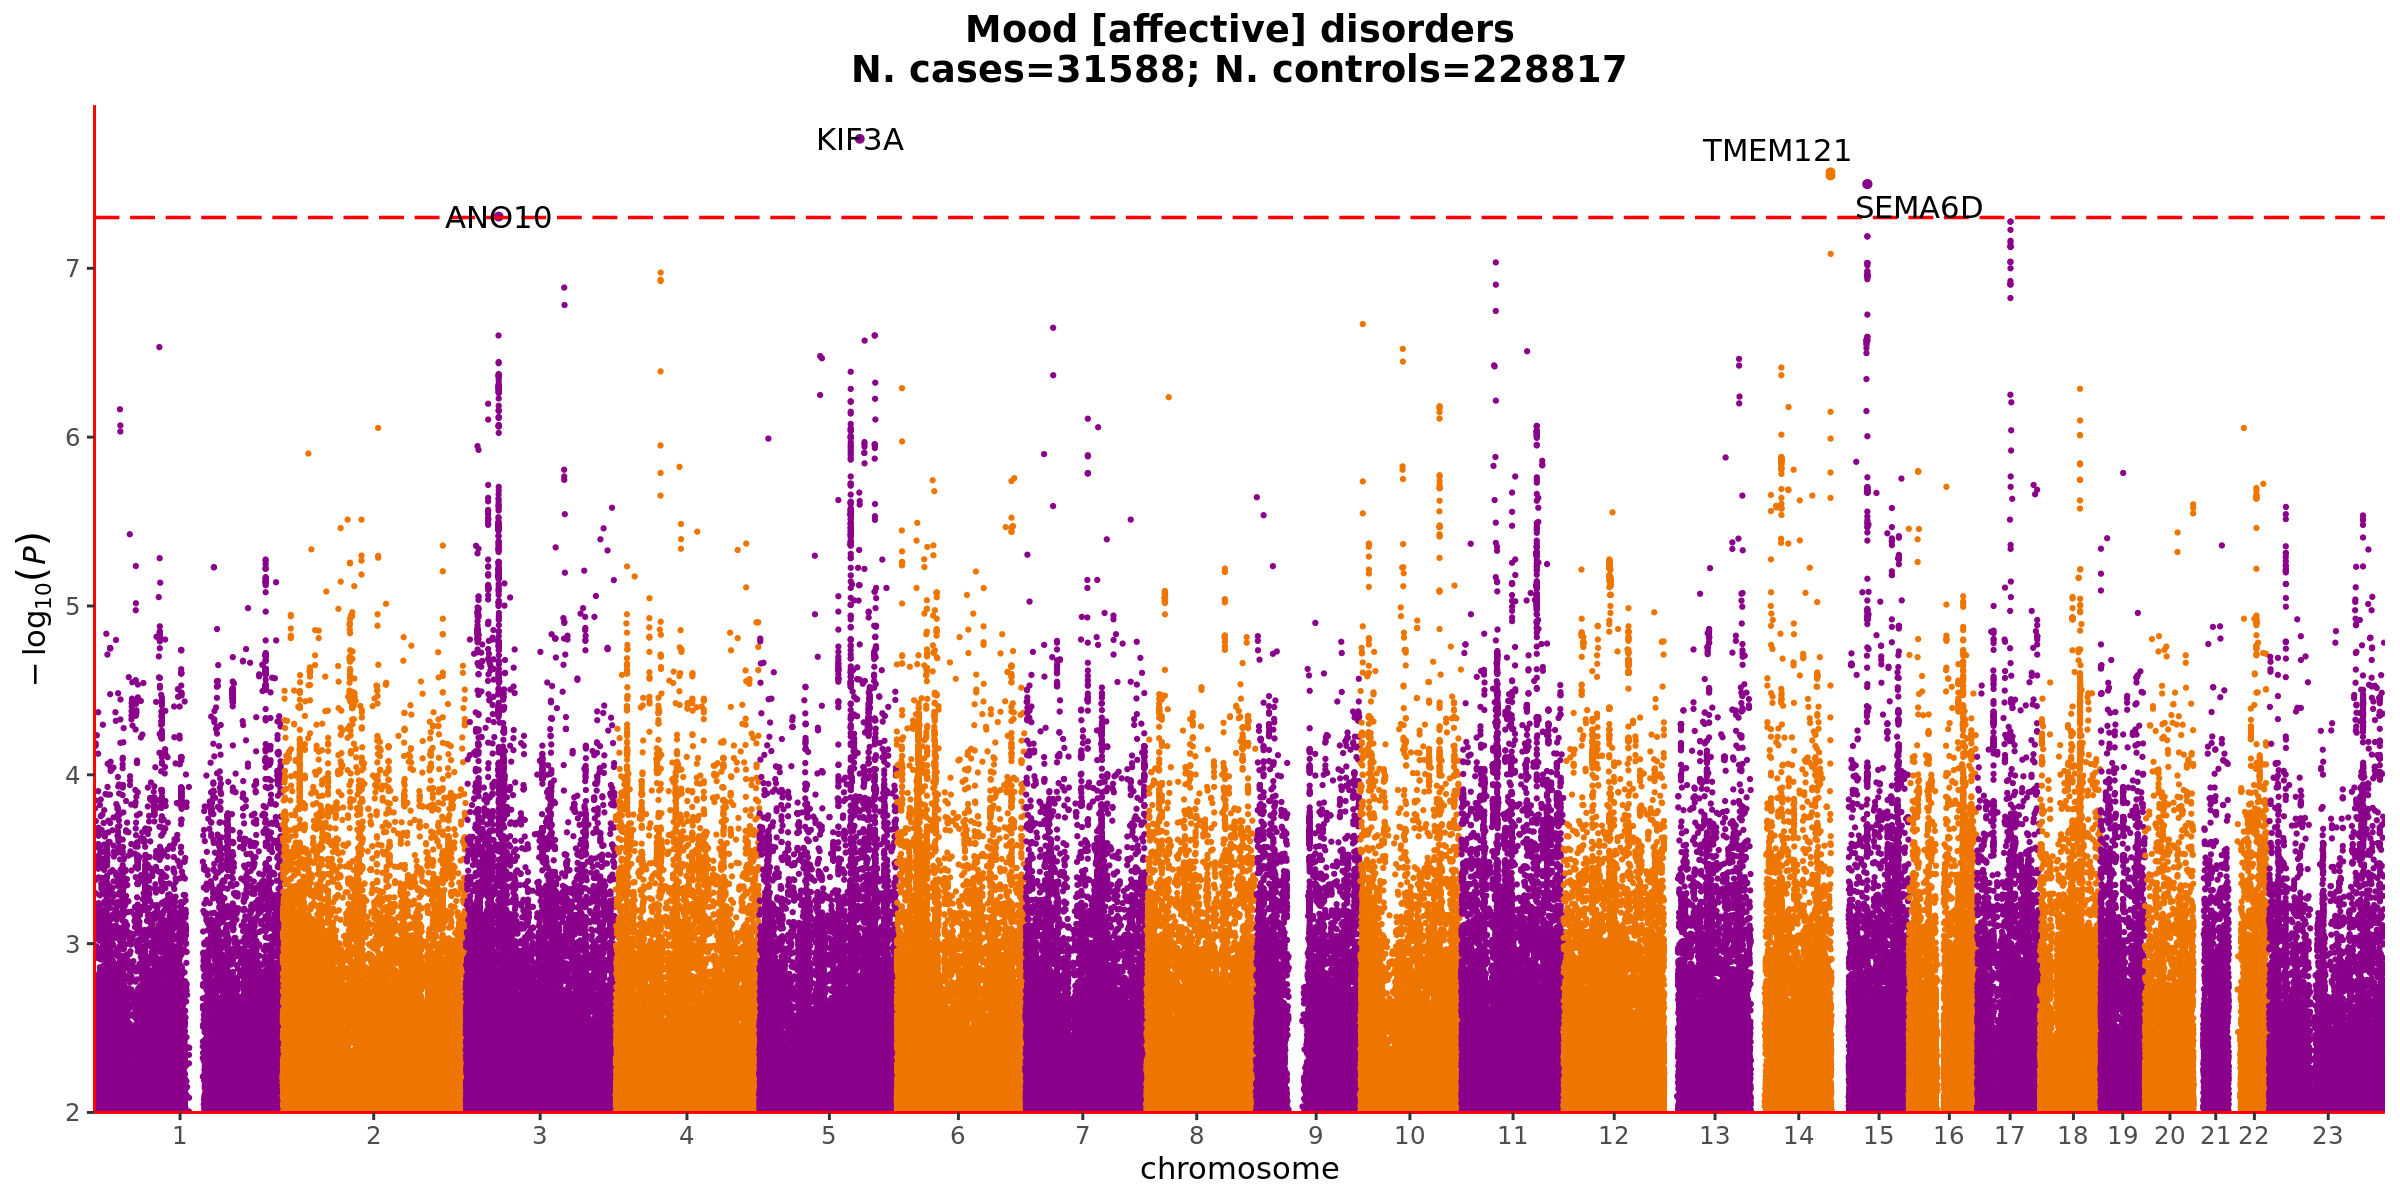 Mood [affective] disorders
N. cases=31588; N. controls=228817
KIF3A
TMEM121
SEMA6D
ANO10
7
6
5
4
3
2
−log₁₀(P)
1 2 3 4 5 6 7 8 9 10 11 12 13 14 15 16 17 18 19 20 21 22 23
chromosome